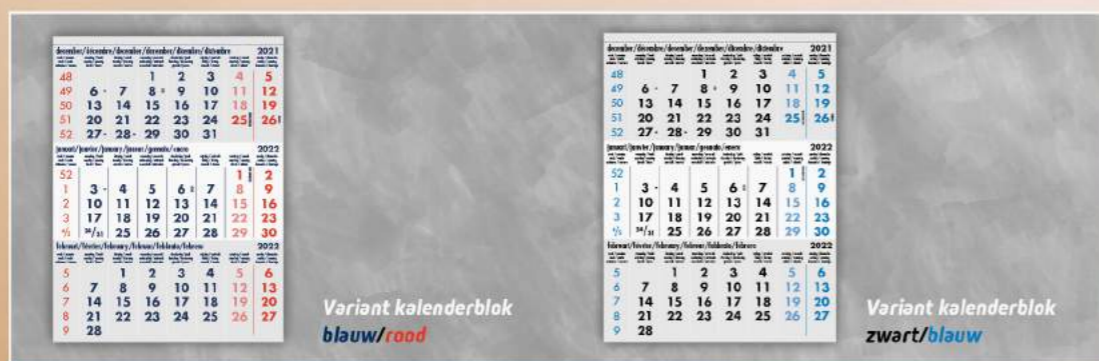 december/décembre/december/dezember/dicembre/diciembre 2021
48 1 2 3 4 5
49 6 7 8 9 10 11 12
50 13 14 15 16 17 18 19
51 20 21 22 23 24 25 26
52 27 28 29 30 31
januari/janvier/january/januar/gennaio/enero 2022
52 1 2
1 3 4 5 6 7 8 9
2 10 11 12 13 14 15 16
3 17 18 19 20 21 22 23
4/5 24/31 25 26 27 28 29 30
februari/février/february/februar/febbraio/febrero 2022
5 1 2 3 4 5 6
6 7 8 9 10 11 12 13
7 14 15 16 17 18 19 20
8 21 22 23 24 25 26 27
9 28
Variant kalenderblok
blauw/rood
december/décembre/december/dezember/dicembre/diciembre 2021
48 1 2 3 4 5
49 6 7 8 9 10 11 12
50 13 14 15 16 17 18 19
51 20 21 22 23 24 25 26
52 27 28 29 30 31
januari/janvier/january/januar/gennaio/enero 2022
52 1 2
1 3 4 5 6 7 8 9
2 10 11 12 13 14 15 16
3 17 18 19 20 21 22 23
4/5 24/31 25 26 27 28 29 30
februari/février/february/februar/febbraio/febrero 2022
5 1 2 3 4 5 6
6 7 8 9 10 11 12 13
7 14 15 16 17 18 19 20
8 21 22 23 24 25 26 27
9 28
Variant kalenderblok
zwart/blauw